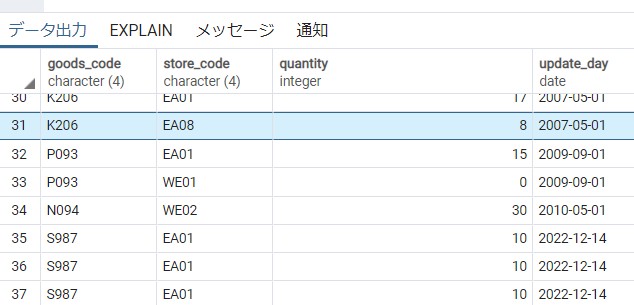 データ出力 EXPLAIN メッセージ 通知
goods_code store_code quantity update_day
character (4) character (4) integer date
30 K206 EA01 17 2007-05-01
31 K206 EA08 8 2007-05-01
32 P093 EA01 15 2009-09-01
33 P093 WE01 0 2009-09-01
34 N094 WE02 30 2010-05-01
35 S987 EA01 10 2022-12-14
36 S987 EA01 10 2022-12-14
37 S987 EA01 10 2022-12-14